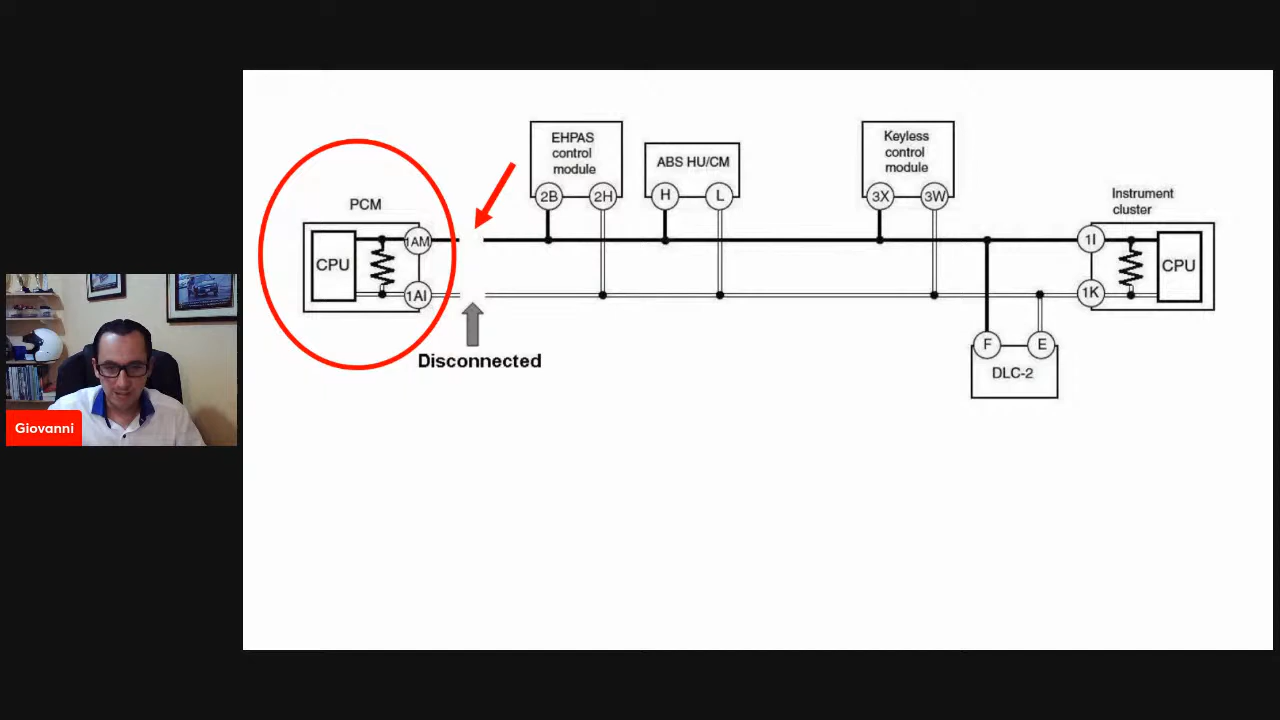 EHPAS
control
module
2B
2H
ABS HU/CM
H
L
Keyless
control
module
3X
3W
Instrument
cluster
PCM
CPU
1AM
1AI
1I
1K
CPU
Disconnected
F
E
DLC-2
Giovanni